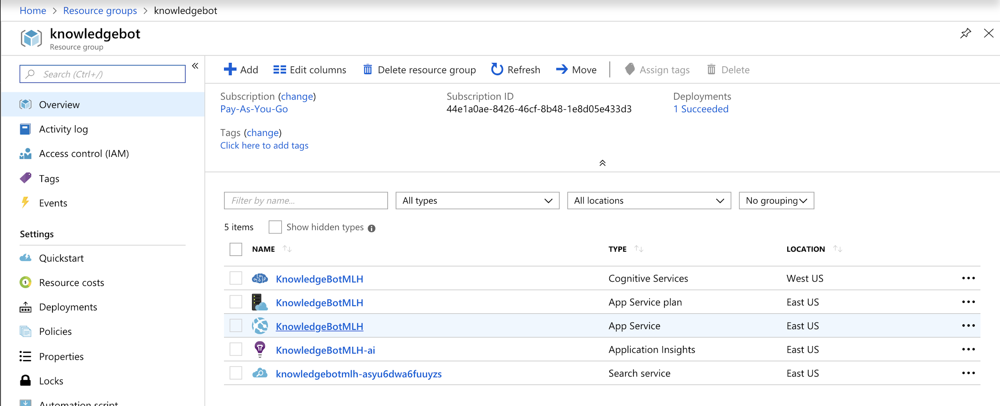 Home > Resource groups > knowledgebot
knowledgebot
Resource group
Search (Ctrl+/)
Overview
Activity log
Access control (IAM)
Tags
Events
Settings
Quickstart
Resource costs
Deployments
Policies
Properties
Locks
Automation script
Add Edit columns Delete resource group Refresh Move Assign tags Delete
Subscription (change) Subscription ID Deployments
Pay-As-You-Go 44e1a0ae-8426-46cf-8b48-1e8d05e433d3 1 Succeeded
Tags (change)
Click here to add tags
Filter by name... All types All locations No grouping
5 items Show hidden types
NAME TYPE LOCATION
KnowledgeBotMLH Cognitive Services West US
KnowledgeBotMLH App Service plan East US
KnowledgeBotMLH App Service East US
KnowledgeBotMLH-ai Application Insights East US
knowledgebotmlh-asyu6dwa6fuuyzs Search service East US